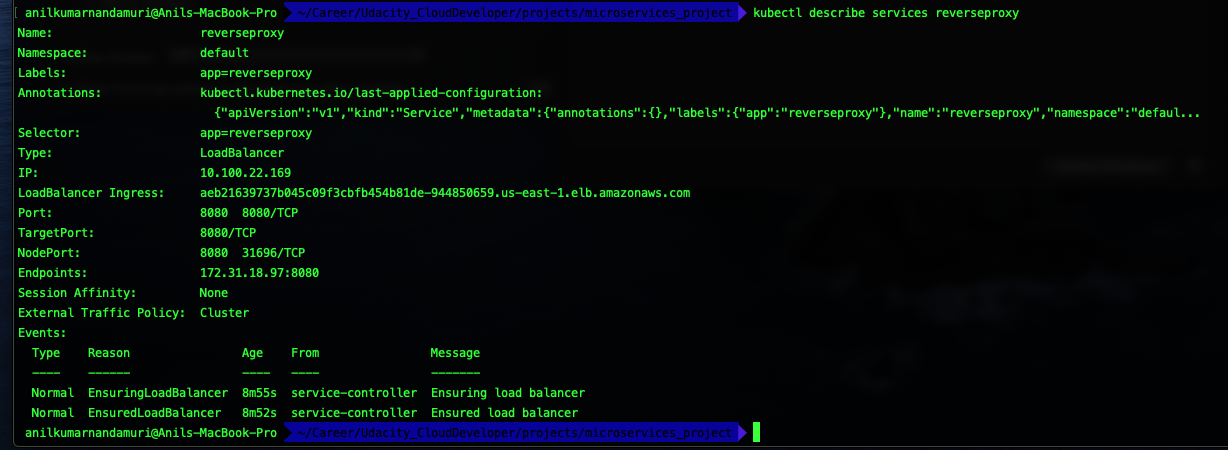 anilkumarnandamuri@Anils-MacBook-Pro ~/Career/Udacity_CloudDeveloper/projects/microservices_project kubectl describe services reverseproxy
Name: reverseproxy
Namespace: default
Labels: app=reverseproxy
Annotations: kubectl.kubernetes.io/last-applied-configuration:
{"apiVersion":"v1","kind":"Service","metadata":{"annotations":{},"labels":{"app":"reverseproxy"},"name":"reverseproxy","namespace":"defaul...
Selector: app=reverseproxy
Type: LoadBalancer
IP: 10.100.22.169
LoadBalancer Ingress: aeb21639737b045c09f3cbfb454b81de-944850659.us-east-1.elb.amazonaws.com
Port: 8080 8080/TCP
TargetPort: 8080/TCP
NodePort: 8080 31696/TCP
Endpoints: 172.31.18.97:8080
Session Affinity: None
External Traffic Policy: Cluster
Events:
Type Reason Age From Message
---- ------ ---- ---- -------
Normal EnsuringLoadBalancer 8m55s service-controller Ensuring load balancer
Normal EnsuredLoadBalancer 8m52s service-controller Ensured load balancer
anilkumarnandamuri@Anils-MacBook-Pro ~/Career/Udacity_CloudDeveloper/projects/microservices_project